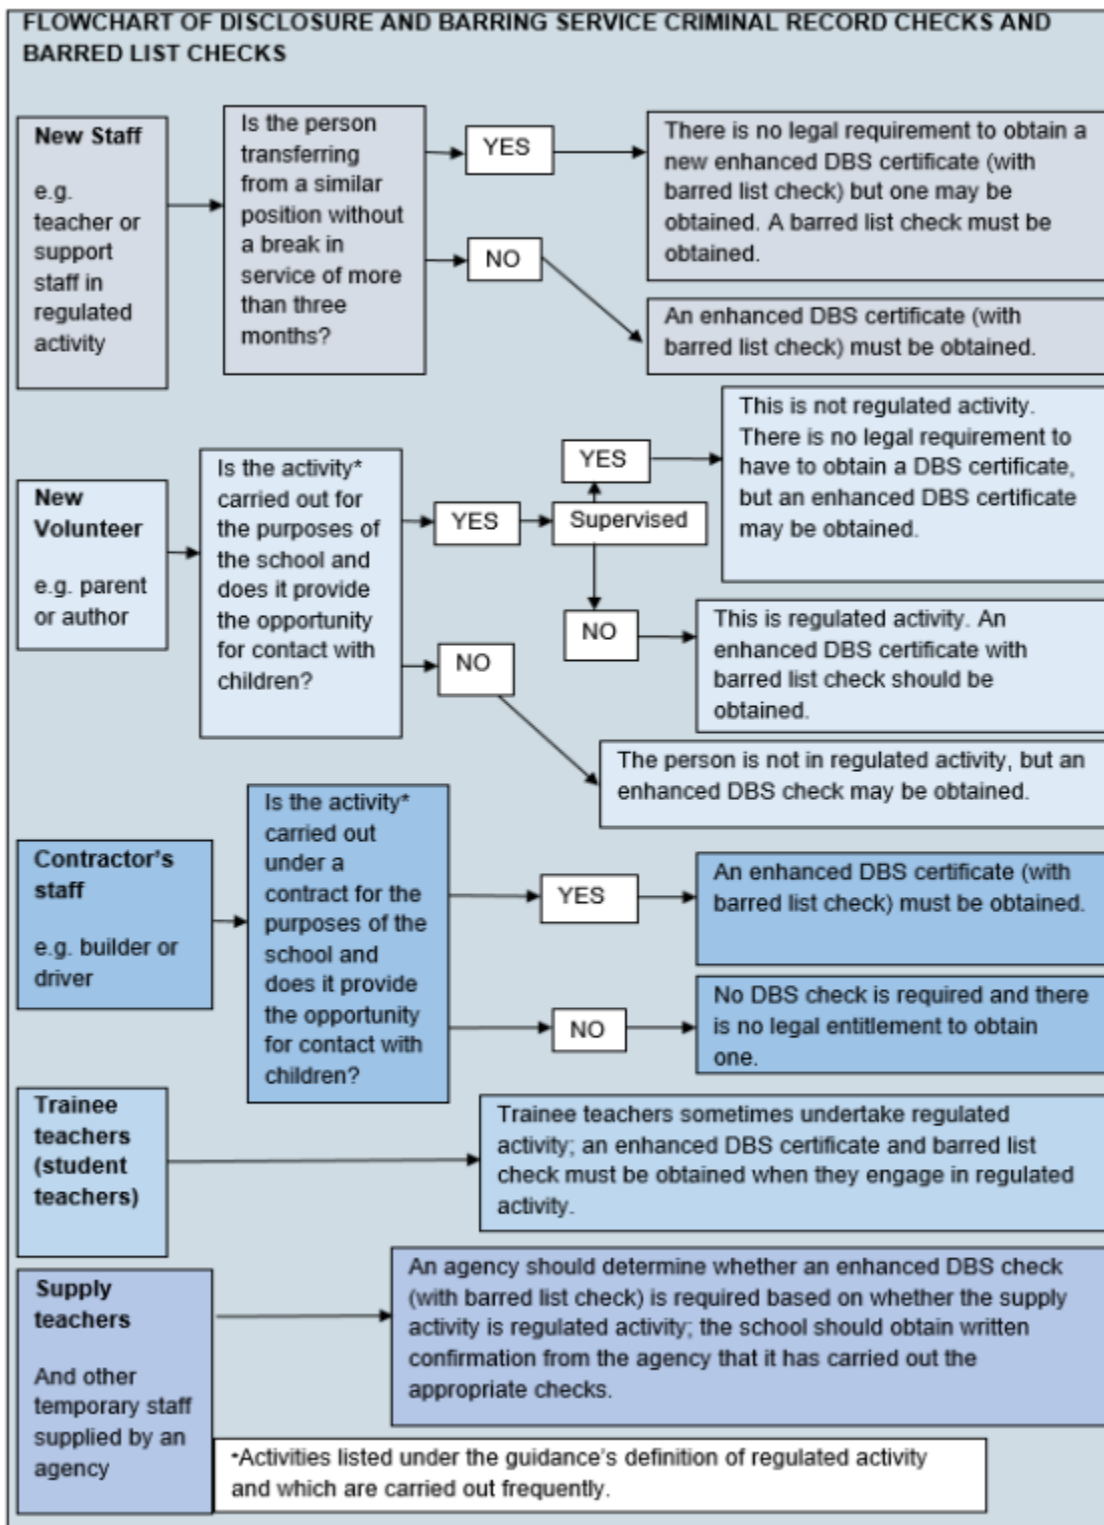 FLOWCHART OF DISCLOSURE AND BARRING SERVICE CRIMINAL RECORD CHECKS AND
BARRED LIST CHECKS
New Staff
e.g.
teacher or
support
staff in
regulated
activity
Is the person
transferring
from a similar
position without
a break in
service of more
than three
months?
YES
There is no legal requirement to obtain a
new enhanced DBS certificate (with
barred list check) but one may be
obtained. A barred list check must be
obtained.
NO
An enhanced DBS certificate (with
barred list check) must be obtained.
New
Volunteer
e.g. parent
or author
Is the activity*
carried out for
the purposes of
the school and
does it provide
the opportunity
for contact with
children?
YES
Supervised
YES
This is not regulated activity.
There is no legal requirement to
have to obtain a DBS certificate,
but an enhanced DBS certificate
may be obtained.
NO
This is regulated activity. An
enhanced DBS certificate with
barred list check should be
obtained.
NO
The person is not in regulated activity, but an
enhanced DBS check may be obtained.
Contractor's
staff
e.g. builder or
driver
Is the activity*
carried out
under a
contract for the
purposes of the
school and
does it provide
the opportunity
for contact with
children?
YES
An enhanced DBS certificate (with
barred list check) must be obtained.
NO
No DBS check is required and there
is no legal entitlement to obtain
one.
Trainee
teachers
(student
teachers)
Trainee teachers sometimes undertake regulated
activity; an enhanced DBS certificate and barred list
check must be obtained when they engage in regulated
activity.
Supply
teachers
And other
temporary staff
supplied by an
agency
An agency should determine whether an enhanced DBS check
(with barred list check) is required based on whether the supply
activity is regulated activity; the school should obtain written
confirmation from the agency that it has carried out the
appropriate checks.
*Activities listed under the guidance's definition of regulated activity
and which are carried out frequently.